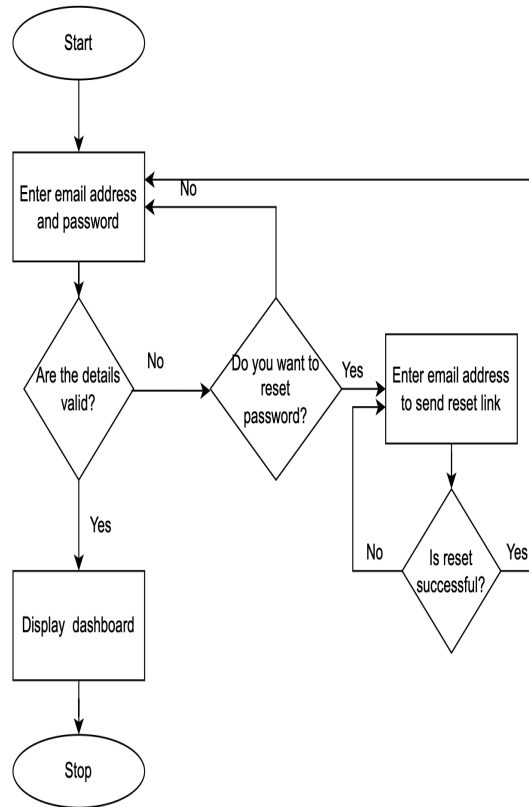 Start
Enter email address
and password
No
Are the details
valid?
No
Do you want to
reset
password?
Yes
Enter email address
to send reset link
Yes
No
Is reset
successful?
Yes
Display dashboard
Stop